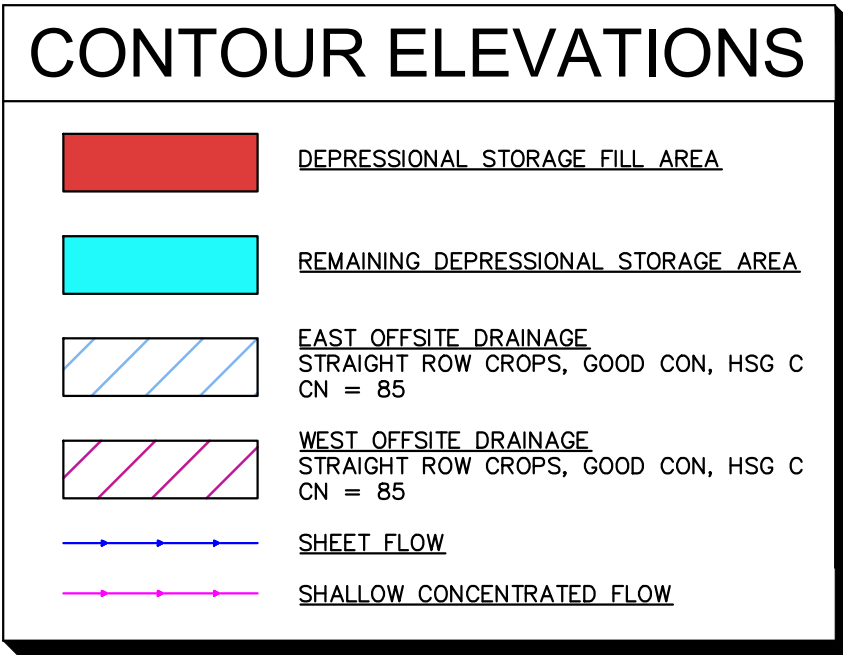 CONTOUR ELEVATIONS
DEPRESSIONAL STORAGE FILL AREA
REMAINING DEPRESSIONAL STORAGE AREA
EAST OFFSITE DRAINAGE
STRAIGHT ROW CROPS, GOOD CON, HSG C
CN = 85
WEST OFFSITE DRAINAGE
STRAIGHT ROW CROPS, GOOD CON, HSG C
CN = 85
SHEET FLOW
SHALLOW CONCENTRATED FLOW